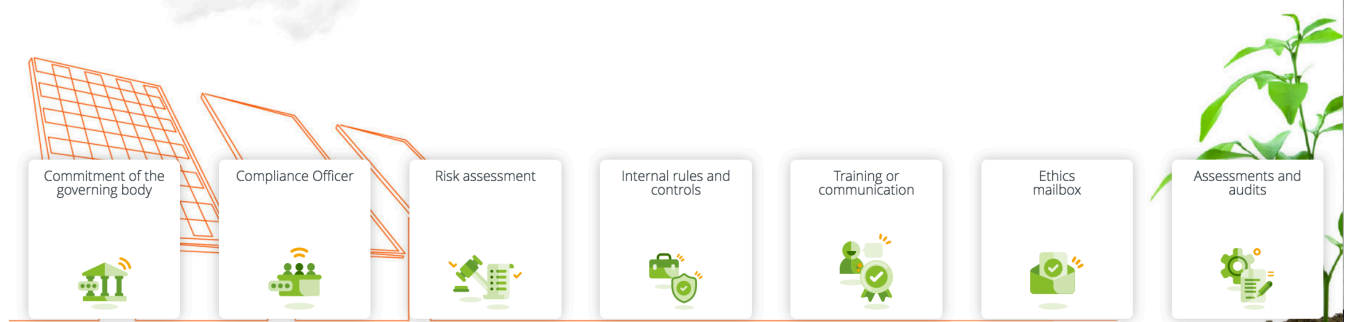 Commitment of the
governing body
Compliance Officer
Risk assessment
Internal rules and
controls
Training or
communication
Ethics
mailbox
Assessments and
audits